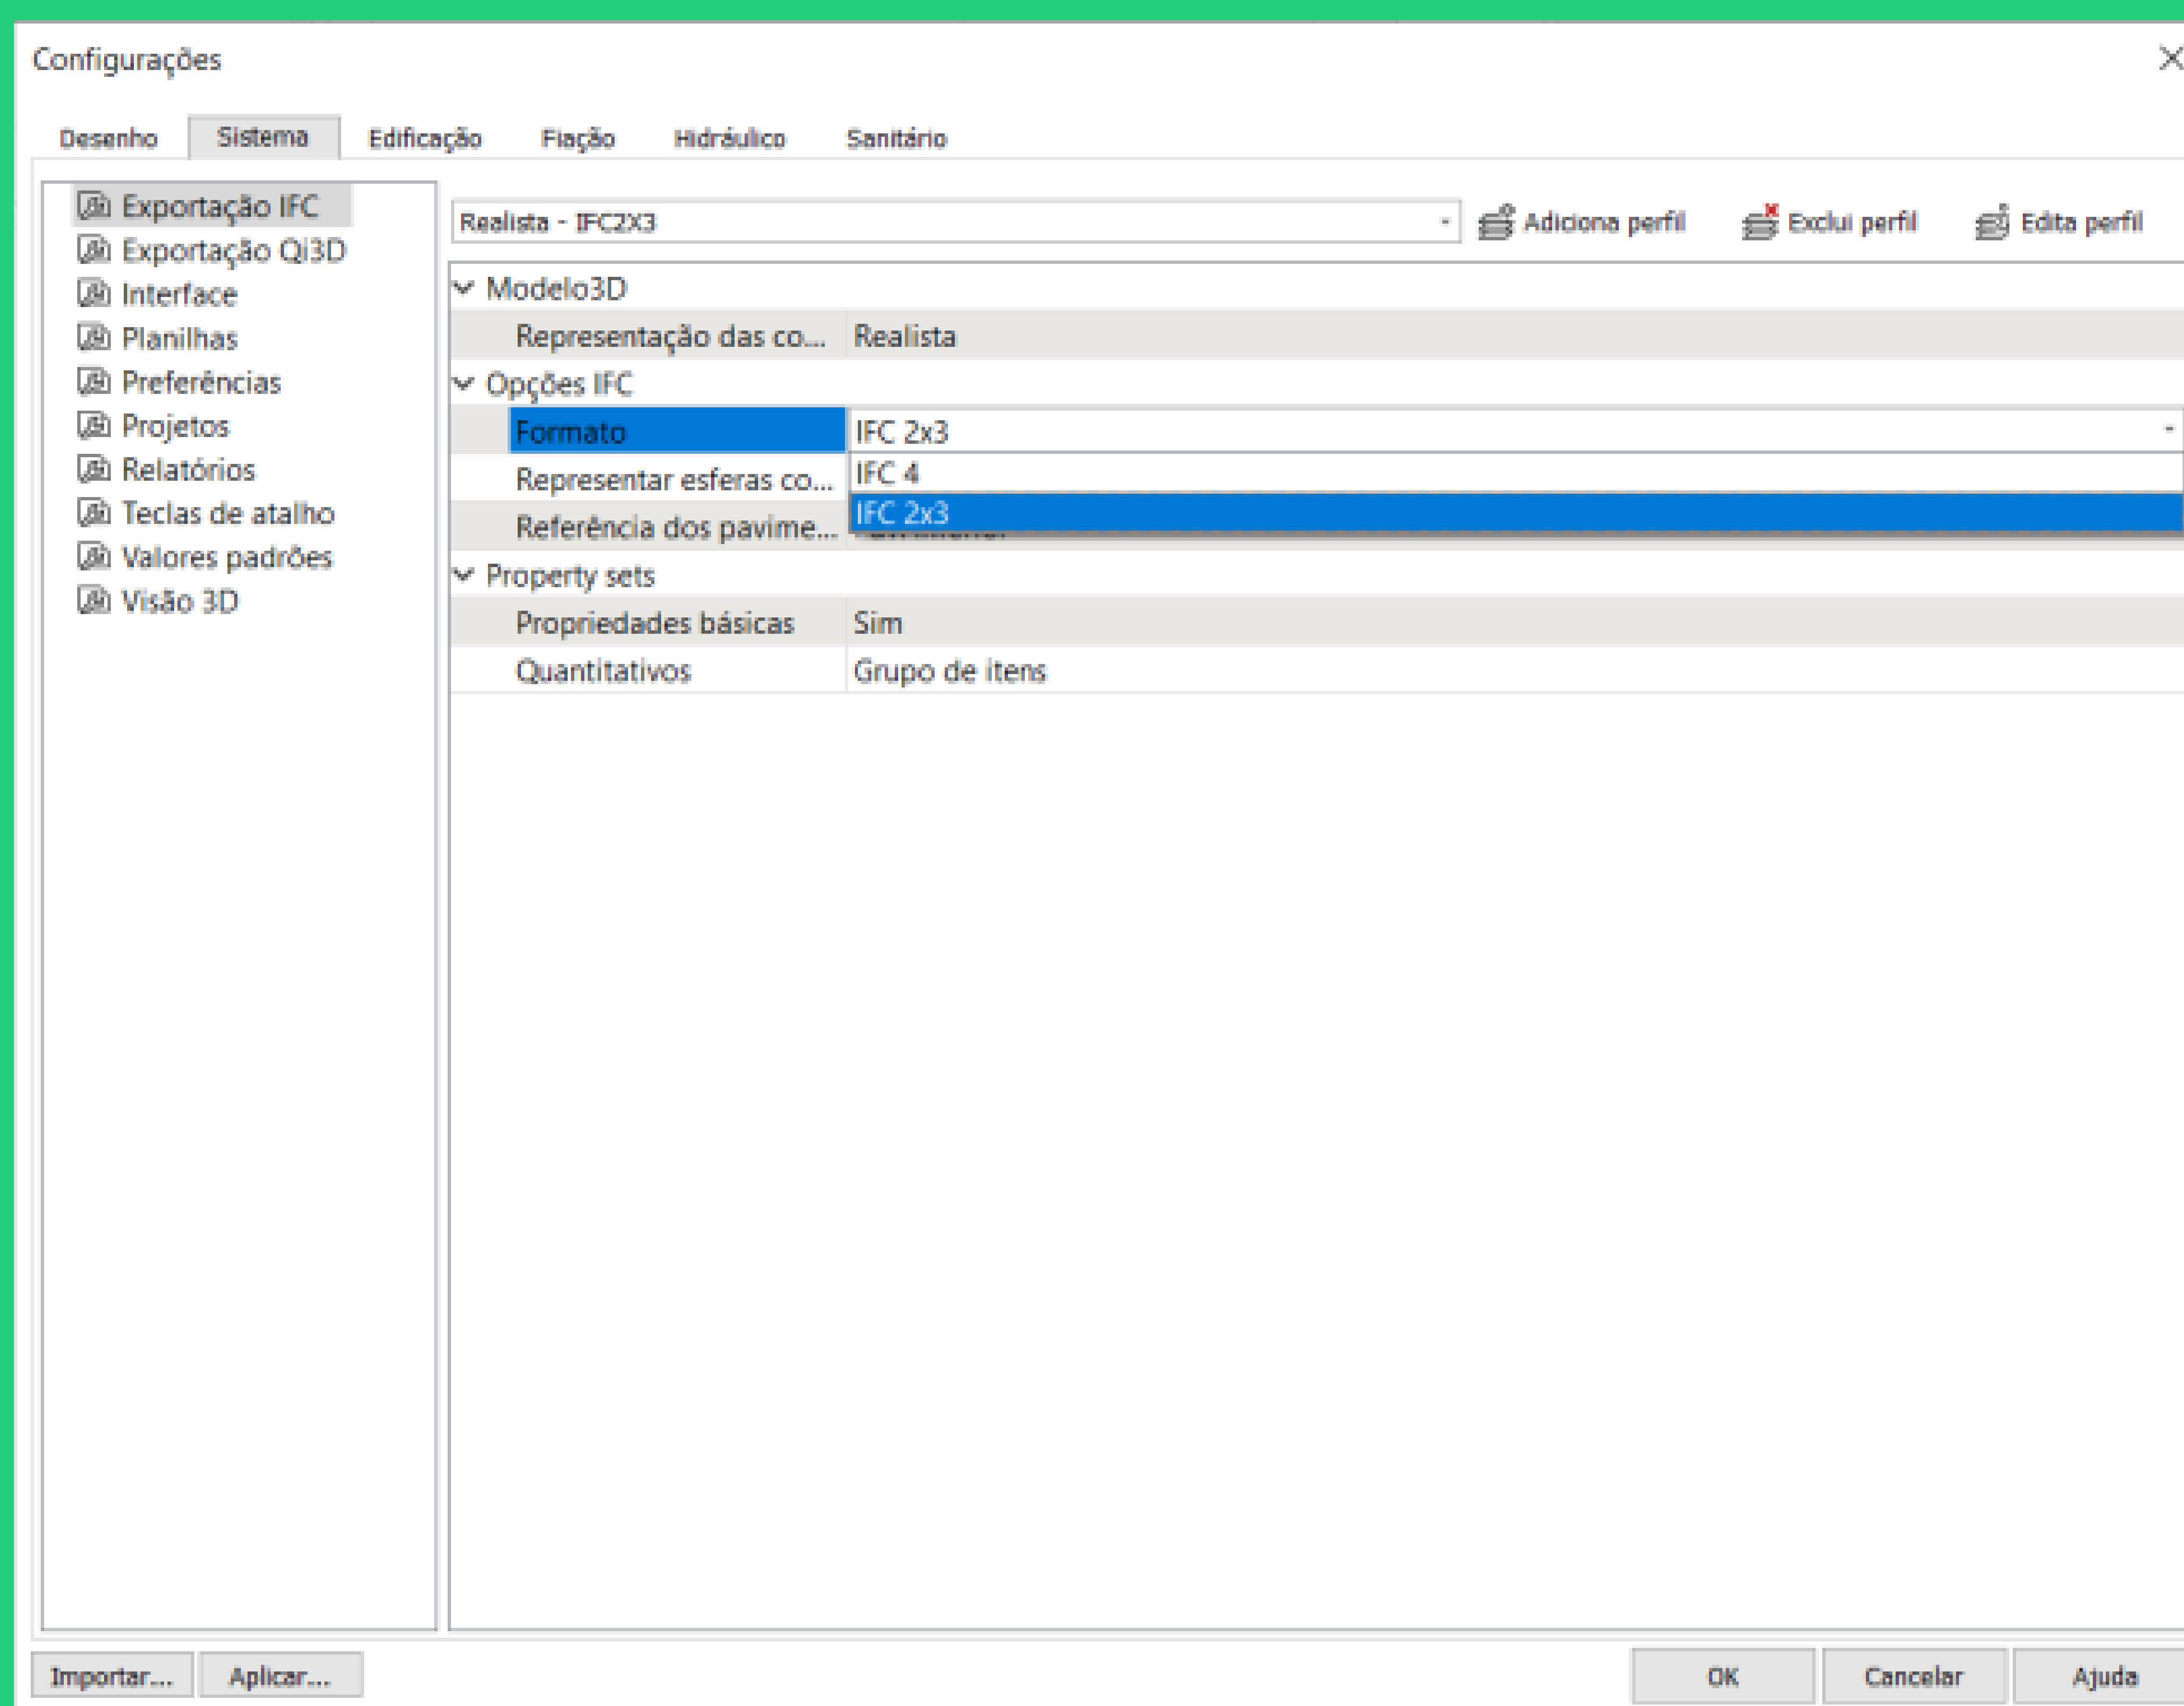 Configurações
Desenho Sistema Edificação Fiação Hidráulico Sanitário
Exportação IFC
Exportação Qi3D
Interface
Planilhas
Preferências
Projetos
Relatórios
Teclas de atalho
Valores padrões
Visão 3D
Realista - IFC2X3 Adiciona perfil Exclui perfil Edita perfil
Modelo3D
Representação das co... Realista
Opções IFC
Formato IFC 2x3
IFC 4
Representar esferas co...
IFC 2x3
Referência dos pavime...
Property sets
Propriedades básicas Sim
Quantitativos Grupo de itens
Importar... Aplicar... OK Cancelar Ajuda